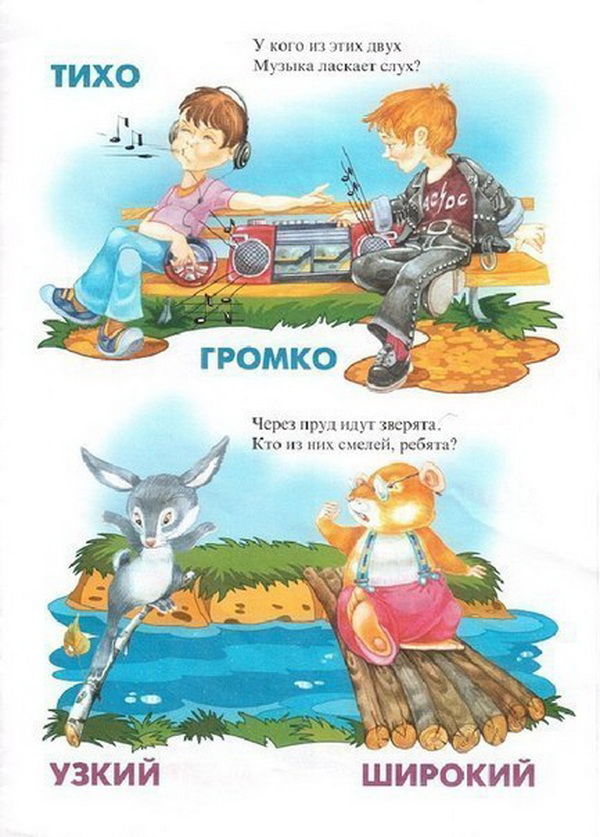 ТИХО
У кого из этих двух
Музыка ласкает слух?
AC/DC
ГРОМКО
Через пруд идут зверята.
Кто из них смелей, ребята?
УЗКИЙ
ШИРОКИЙ